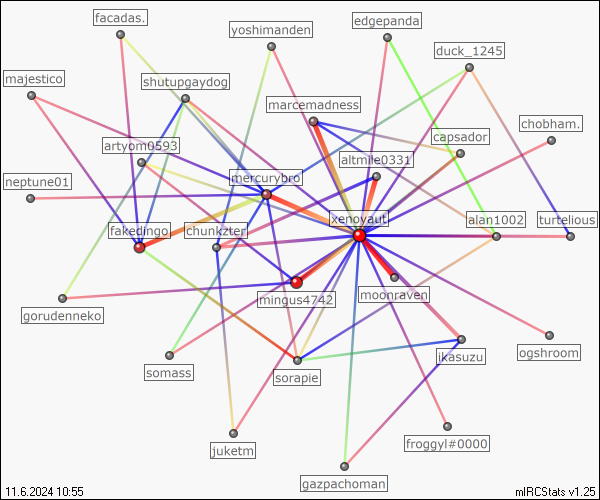 facadas.
edgepanda
yoshimanden
duck_1245
majestico
shutupgaydog
marcemadness
chobham.
capsador
artyom0593
altmile0331
mercurybro
neptune01
xenoyaut
alan1002
turtelious
fakedingo
chunkzter
moonraven
mingus4742
gorudenneko
ogshroom
jkasuzu
somass
sorapie
froggyl#0000
juketm
gazpachoman
11.6.2024 10:55
mIRCStats v1.25